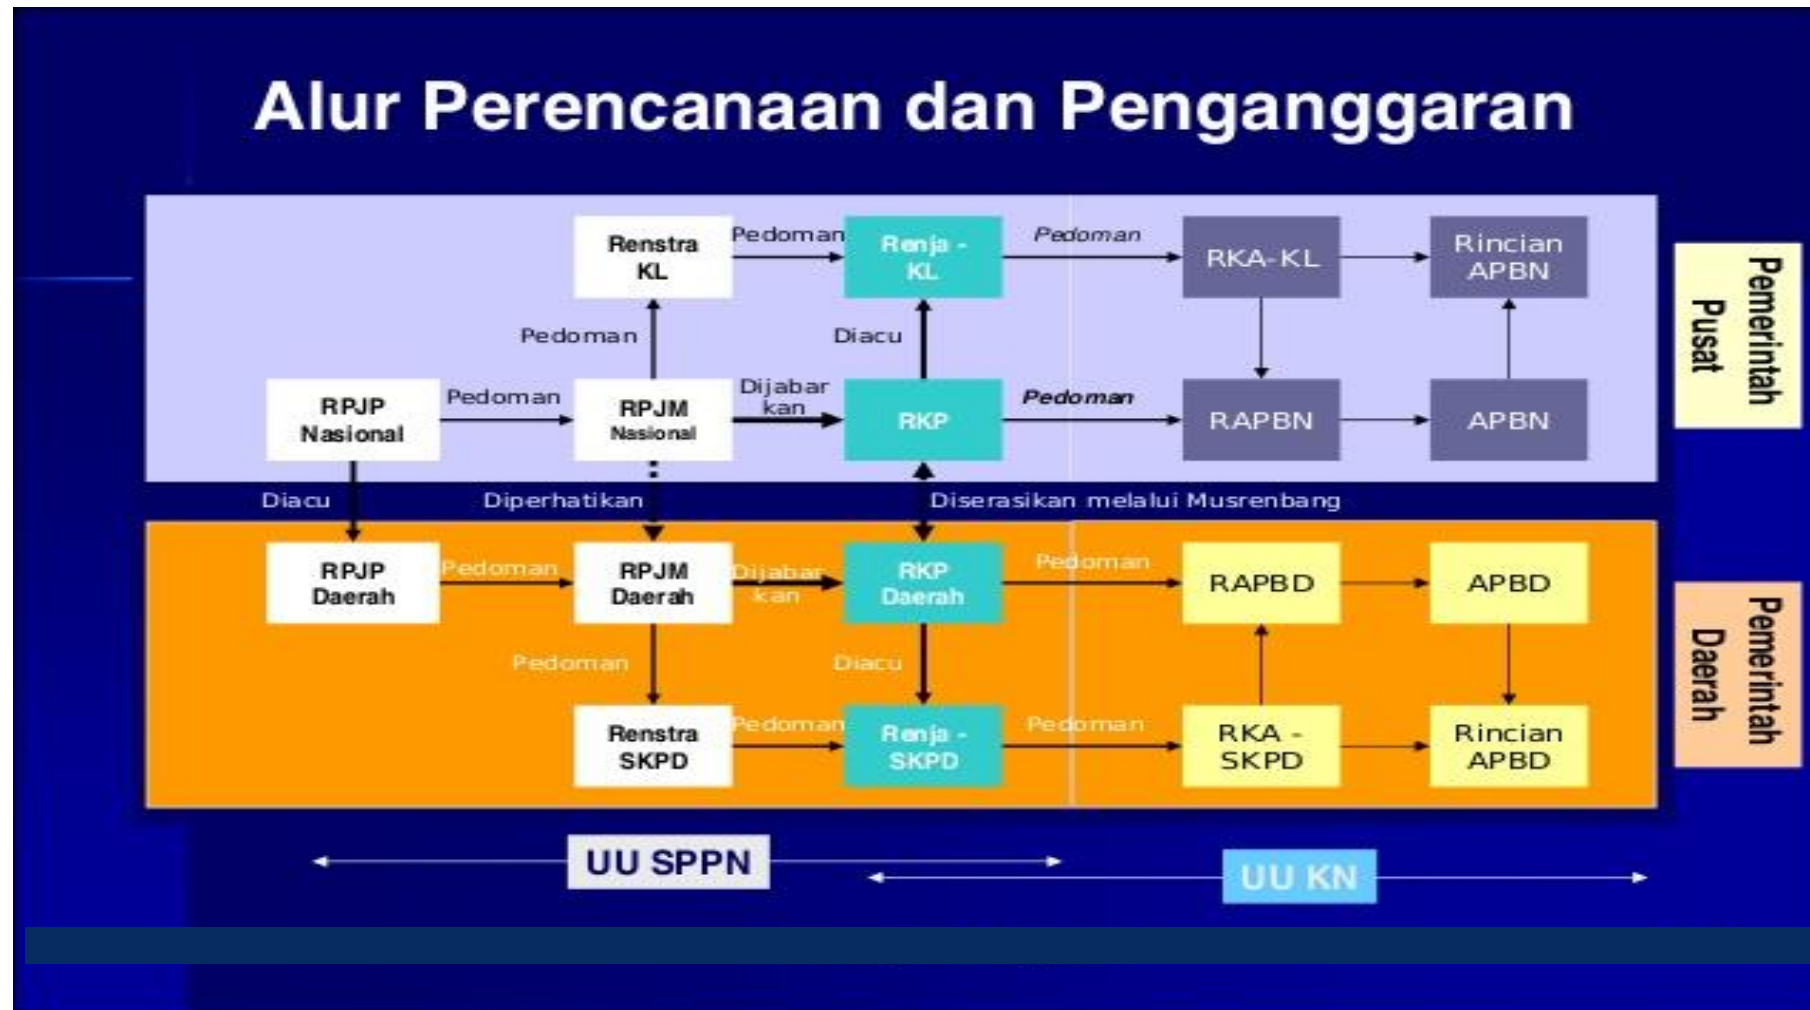 Alur Perencanaan dan Penganggaran
Renstra
KL
Pedoman
Renja -
KL
Pedoman
RKA-KL
Rincian
APBN
Pedoman
Diacu
RPJP
Nasional
Pedoman
RPJM
Nasional
Dijabar
kan
RKP
Pedoman
RAPBN
APBN
Pemerintah
Pusat
Diacu
Diperhatikan
Diserasikan melalui Musrenbang
RPJP
Daerah
Pedoman
RPJM
Daerah
Dijabar
kan
RKP
Daerah
Pedoman
RAPBD
APBD
Pedoman
Diacu
Renstra
SKPD
Pedoman
Renja -
SKPD
Pedoman
RKA -
SKPD
Rincian
APBD
Pemerintah
Daerah
UU SPPN
UU KN